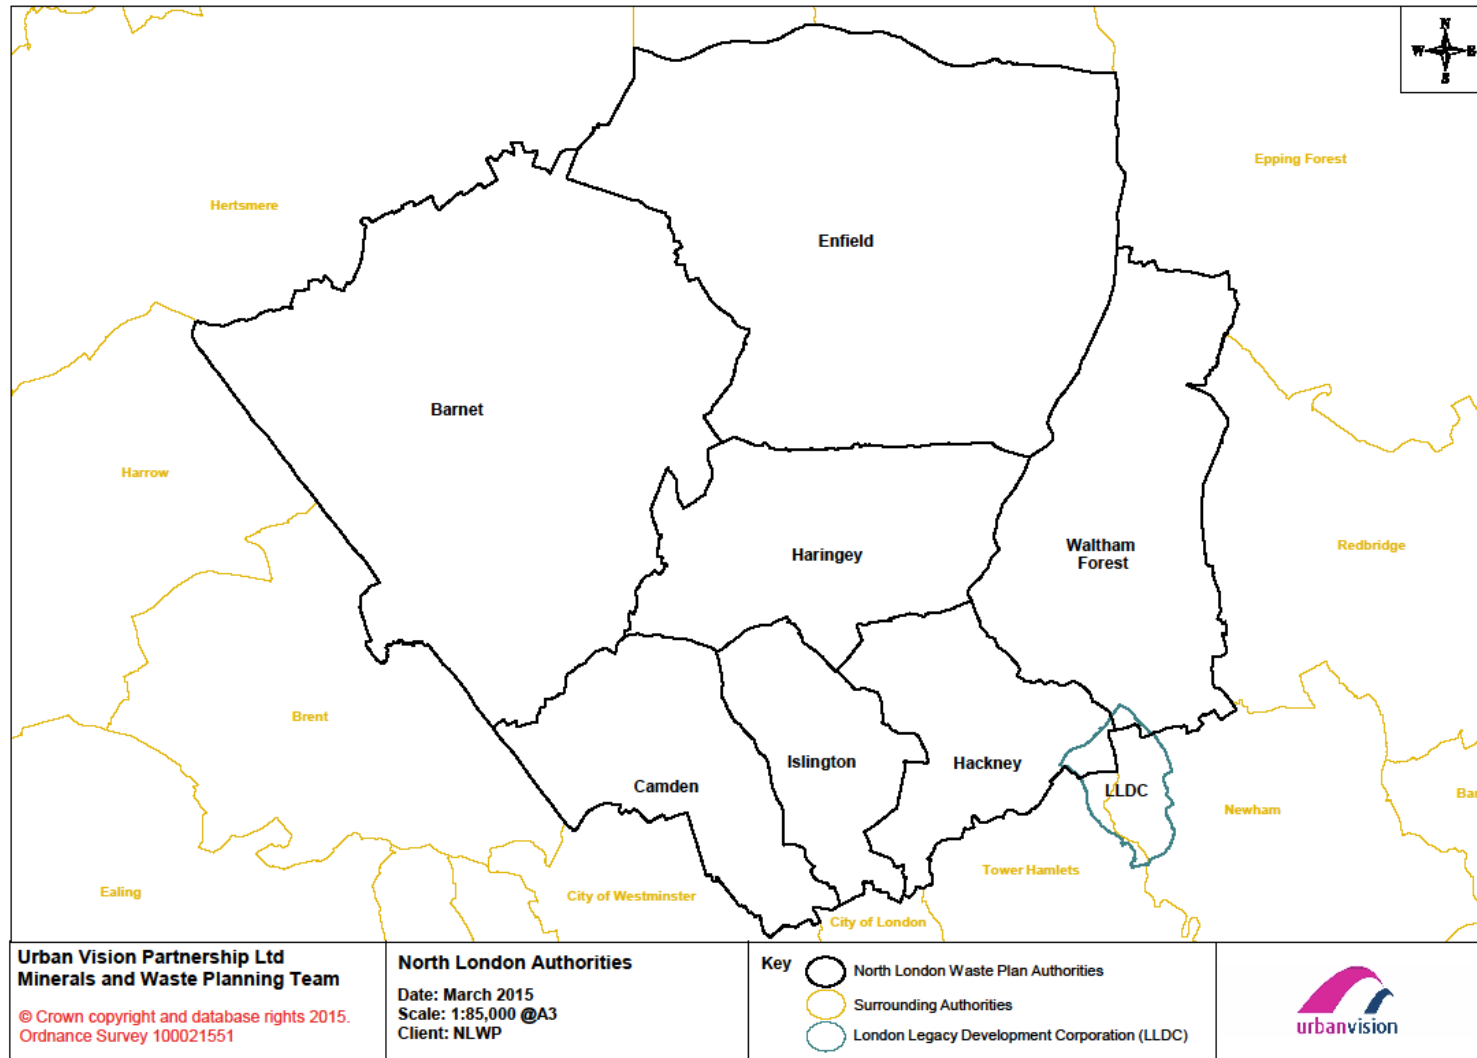 N
W E
S
Epping Forest
Hertsmere
Enfield
Barnet
Harrow
Haringey
Waltham
Forest
Redbridge
Brent
Islington
Hackney
Camden
LLDC
Newham
Ba
Tower Hamlets
Ealing
City of Westminster
City of London
Urban Vision Partnership Ltd
Minerals and Waste Planning Team
© Crown copyright and database rights 2015.
Ordnance Survey 100021551
North London Authorities
Date: March 2015
Scale: 1:85,000 @A3
Client: NLWP
Key
North London Waste Plan Authorities
Surrounding Authorities
London Legacy Development Corporation (LLDC)
urbanvision